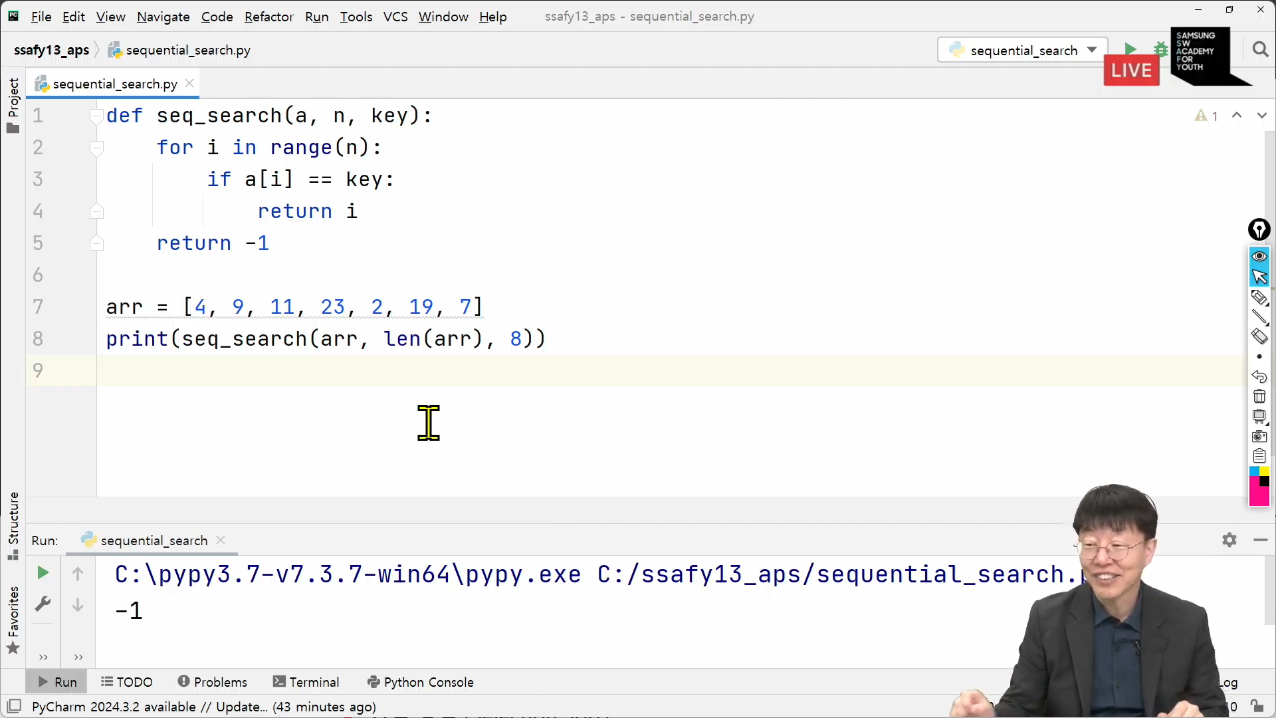 File Edit View Navigate Code Refactor Run Tools VCS Window Help ssafy13_aps - sequential_search.py
ssafy13_aps sequential_search.py sequential_search
SAMSUNG
SW
ACADEMY
FOR
YOUTH
LIVE
Project
sequential_search.py
1 def seq_search(a, n, key):
2 for i in range(n):
3 if a[i] == key:
4 return i
5 return -1
6
7 arr = [4, 9, 11, 23, 2, 19, 7]
8 print(seq_search(arr, len(arr), 8))
9
1
Structure
Favorites
Run: sequential_search
C:\pypy3.7-v7.3.7-win64\pypy.exe C:/ssafy13_aps/sequential_search.
-1
Run TODO Problems Terminal Python Console
PyCharm 2024.3.2 available // Update... (43 minutes ago)